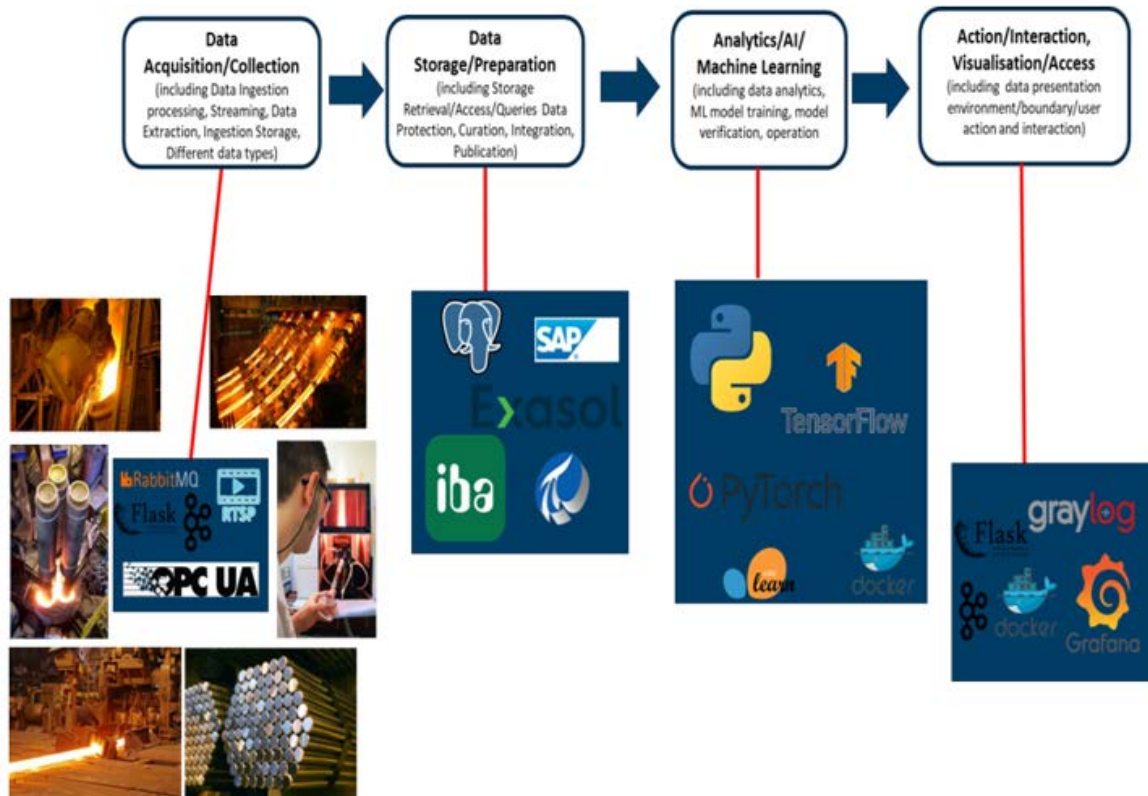 Data
Acquisition/Collection
(including Data Ingestion
processing, Streaming, Data
Extraction, Ingestion Storage,
Different data types)
Data
Storage/Preparation
(including Storage
Retrieval/Access/Queries Data
Protection, Curation, Integration,
Publication)
Analytics/AI/
Machine Learning
(including data analytics,
ML model training, model
verification, operation
Action/Interaction,
Visualisation/Access
(including data presentation
environment/boundary/user
action and interaction)
RabbitMQ
Flask
RTSP
OPC UA
SAP
Exasol
iba
TensorFlow
PyTorch
learn
docker
Flask
graylog
docker
Grafana